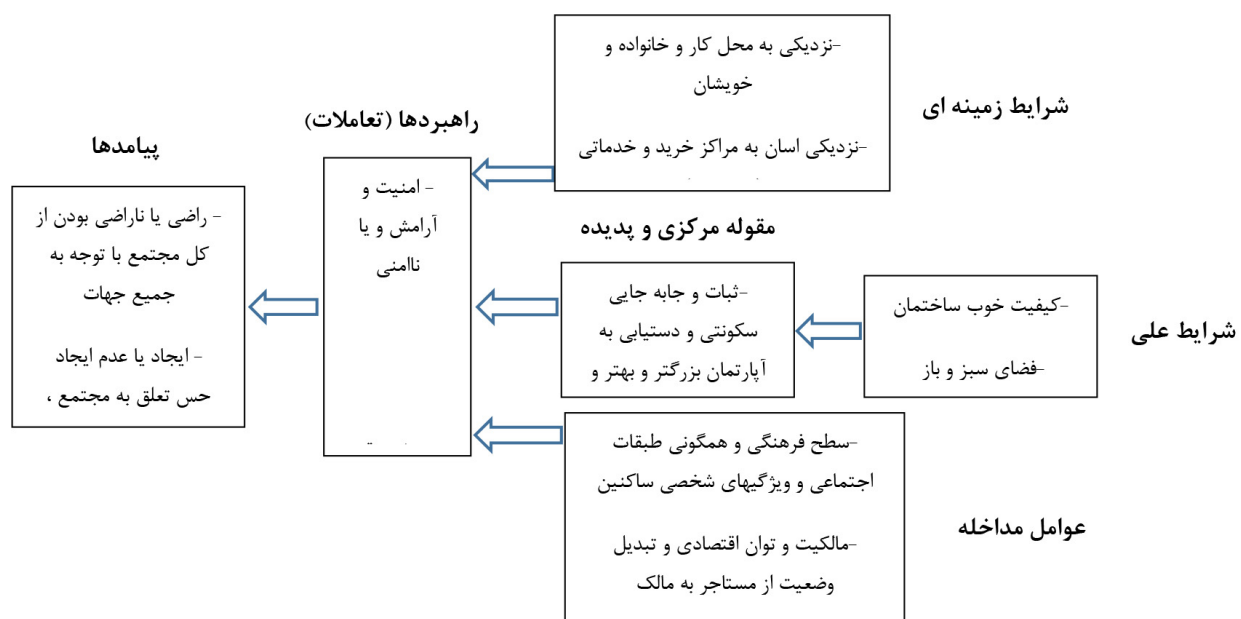 شرایط زمینه ای
-نزدیکی به محل کار و خانواده و
خویشان
-نزدیکی اسان به مراکز خرید و خدماتی
راهبردها (تعاملات)
- امنیت و
آرامش و یا
ناامنی
پیامدها
- راضی یا ناراضی بودن از
کل مجتمع با توجه به
جمیع جهات
- ایجاد یا عدم ایجاد
حس تعلق به مجتمع ،
مقوله مرکزی و پدیده
-ثبات و جابه جایی
سکونتی و دستیابی به
آپارتمان بزرگتر و بهتر و
شرایط علی
-کیفیت خوب ساختمان
-فضای سبز و باز
عوامل مداخله
-سطح فرهنگی و همگونی طبقات
اجتماعی و ویژگیهای شخصی ساکنین
-مالکیت و توان اقتصادی و تبدیل
وضعیت از مستاجر به مالک